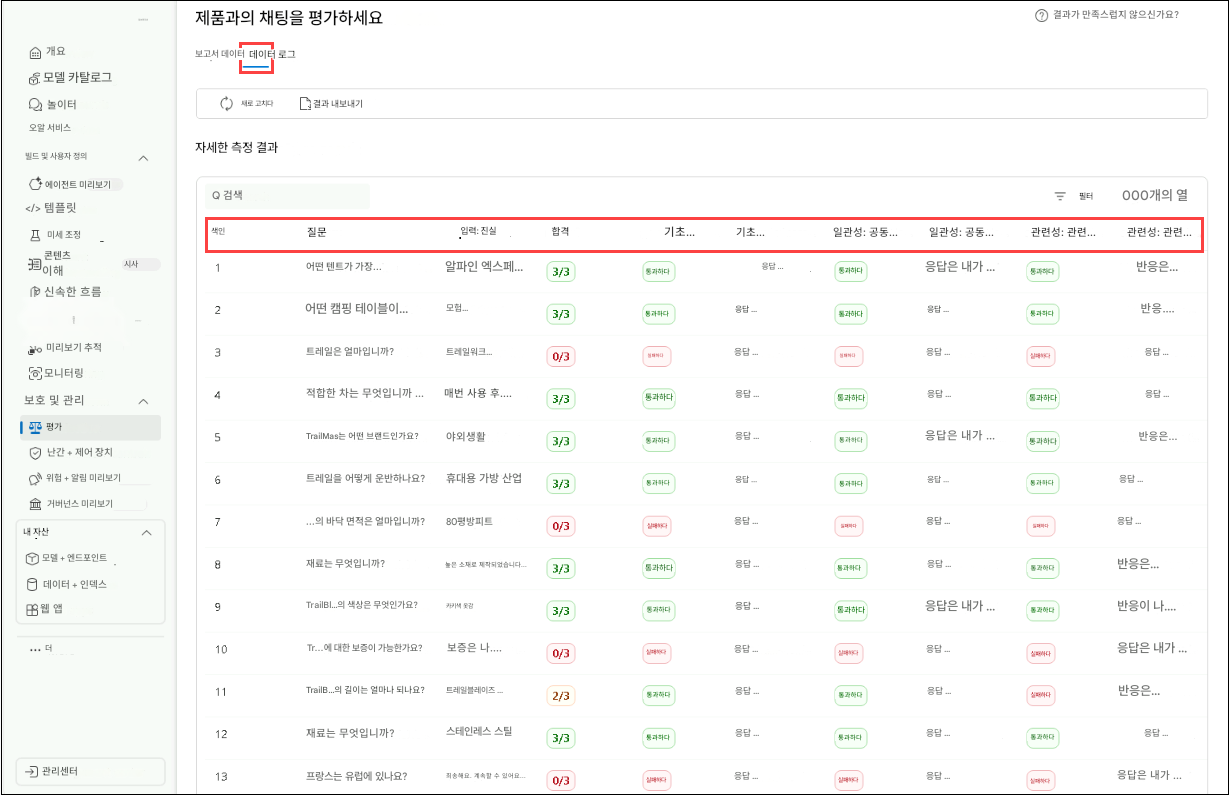 제품과의 채팅을 평가하세요
결과가 만족스럽지 않으신가요?
보고서 데이터 데이터 로그
새로 고치다 결과 내보내기
자세한 측정 결과
검색 필터 000개의 열
색인 질문 입력: 진실 합격 기초... 기초... 일관성: 공동... 일관성: 공동... 관련성: 관련... 관련성: 관련...
1 어떤 텐트가 가장... 알파인 엑스페... 3/3 통과하다 응답 ... 통과하다 응답은 내가 ... 통과하다 반응은...
2 어떤 캠핑 테이블이... 모험... 3/3 통과하다 응답 ... 통과하다 응답 ... 통과하다 반응....
3 트레일은 얼마입니까? 트레일워크... 0/3 실패하다 응답 ... 실패하다 응답 ... 실패하다 응답 ...
4 적합한 차는 무엇입니까 ... 매번 사용 후.... 3/3 통과하다 응답 ... 통과하다 응답 ... 통과하다 응답 ...
5 TrailMas는 어떤 브랜드인가요? 야외생활 3/3 통과하다 응답 ... 통과하다 응답은 내가 ... 통과하다 반응은...
6 트레일을 어떻게 운반하나요? 휴대용 가방 산업 3/3 통과하다 응답 ... 통과하다 응답 ... 통과하다 응답 ...
7 ...의 바닥 면적은 얼마입니까? 80평방피트 0/3 실패하다 응답 ... 실패하다 응답 ... 실패하다 응답 ...
8 재료는 무엇입니까? 높은 소재로 제작되었습니다... 3/3 통과하다 응답 ... 통과하다 응답 ... 통과하다 반응은...
9 TrailBl...의 색상은 무엇인가요? 카키색 옷감 3/3 통과하다 응답 ... 통과하다 응답은 내가 ... 통과하다 반응이 나....
10 Tr...에 대한 보증이 가능한가요? 보증은 나.... 0/3 실패하다 응답 ... 실패하다 응답 ... 실패하다 응답은 내가 ...
11 TrailB...의 길이는 얼마나 되나요? 트레일블레이즈 ... 2/3 통과하다 응답 ... 통과하다 응답 ... 실패하다 반응은...
12 재료는 무엇입니까? 스테인레스 스틸 3/3 통과하다 응답 ... 통과하다 응답 ... 통과하다 응답 ...
13 프랑스는 유럽에 있나요? 죄송해요. 계속할 수 있어요... 0/3 실패하다 응답 ... 실패하다 응답 ... 실패하다 응답은 내가 ...
개요
모델 카탈로그
놀이터
오알 서비스
빌드 및 사용자 정의
에이전트 미리보기
</> 템플릿
미세 조정
콘텐츠
이해
시사
신속한 흐름
미리보기 추적
모니터링
보호 및 관리
평가
난간 + 제어 장치
위험 + 알림 미리보기
거버넌스 미리보기
내 자산
모델 + 엔드포인트
데이터 + 인덱스
웹 앱
... 더
관리센터